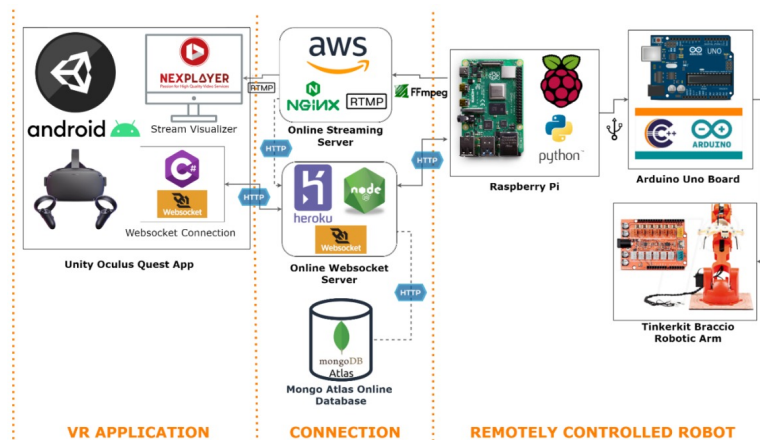 android
NEXPLAYER
Passion for High Quality Video Services
Stream Visualizer
C#
Websocket
Websocket Connection
Unity Oculus Quest App
RTMP
aws
NGINX
RTMP
Online Streaming
Server
HTTP
HTTP
HTTP
heroku
node
Websocket
Online Websocket
Server
HTTP
mongoDB
Atlas
Mongo Atlas Online
Database
FFmpeg
python
Raspberry Pi
UNO
ARDUINO
C++
ARDUINO
Arduino Uno Board
Tinkerkit Braccio
Robotic Arm
VR APPLICATION
CONNECTION
REMOTELY CONTROLLED ROBOT